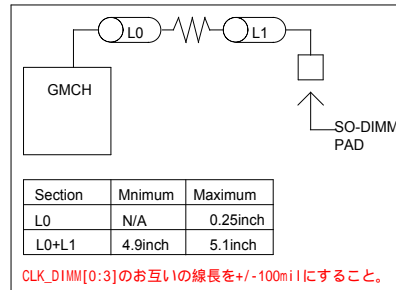 L0
L1
GMCH
SO-DIMM
PAD
Section Mnimum Maximum
L0 N/A 0.25inch
L0+L1 4.9inch 5.1inch
CLK_DIMM[0:3]のお互いの線長を+/-100milにすること。